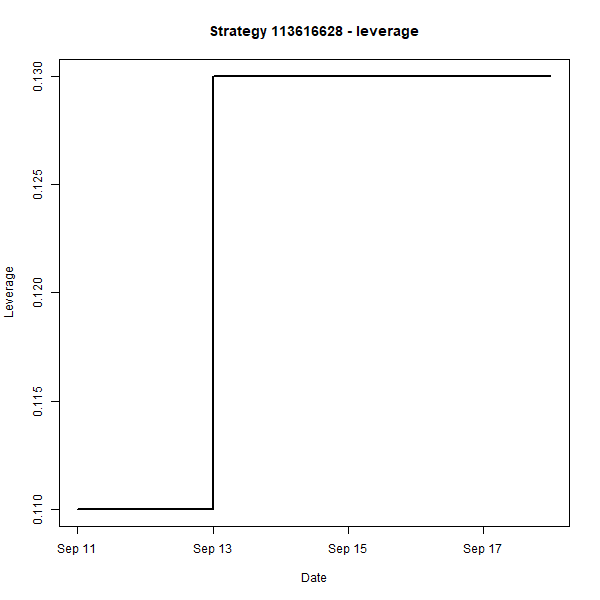 Strategy 113616628 - leverage
0.130
0.125
0.120
0.115
0.110
Leverage
Sep 11
Sep 13
Sep 15
Sep 17
Date